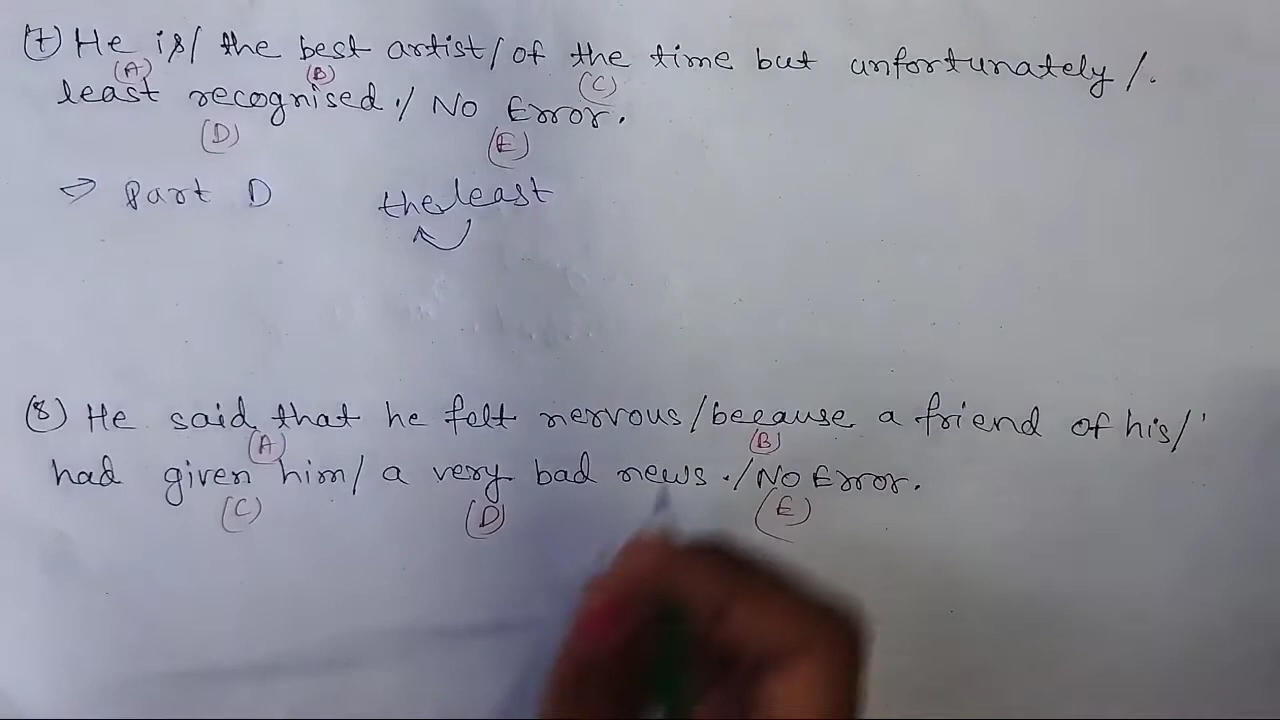 (7) He is/ the best artist/ of the time but unfortunately/.
(A) (B) (C)
least recognised./ No Error.
(D) (E)
⇒ Part D the least
(8) He said that he felt nervous/because a friend of his/'
(A) (B)
had given him/ a very bad news ./No Error.
(C) (D) (E)